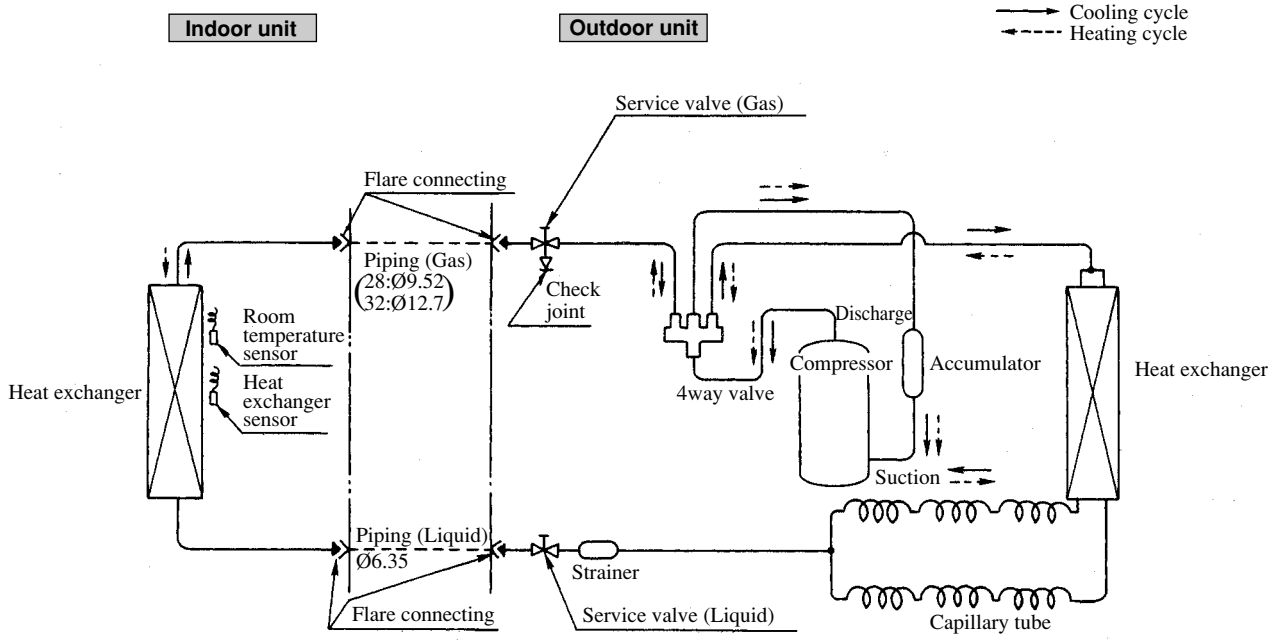 Indoor unit
Outdoor unit
Cooling cycle
Heating cycle
Service valve (Gas)
Flare connecting
Piping (Gas)
(28:Ø9.52
32:Ø12.7)
Check
joint
Room
temperature
sensor
Heat
exchanger
sensor
Heat exchanger
Discharge
Compressor
Accumulator
4way valve
Heat exchanger
Suction
Piping (Liquid)
Ø6.35
Strainer
Flare connecting
Service valve (Liquid)
Capillary tube